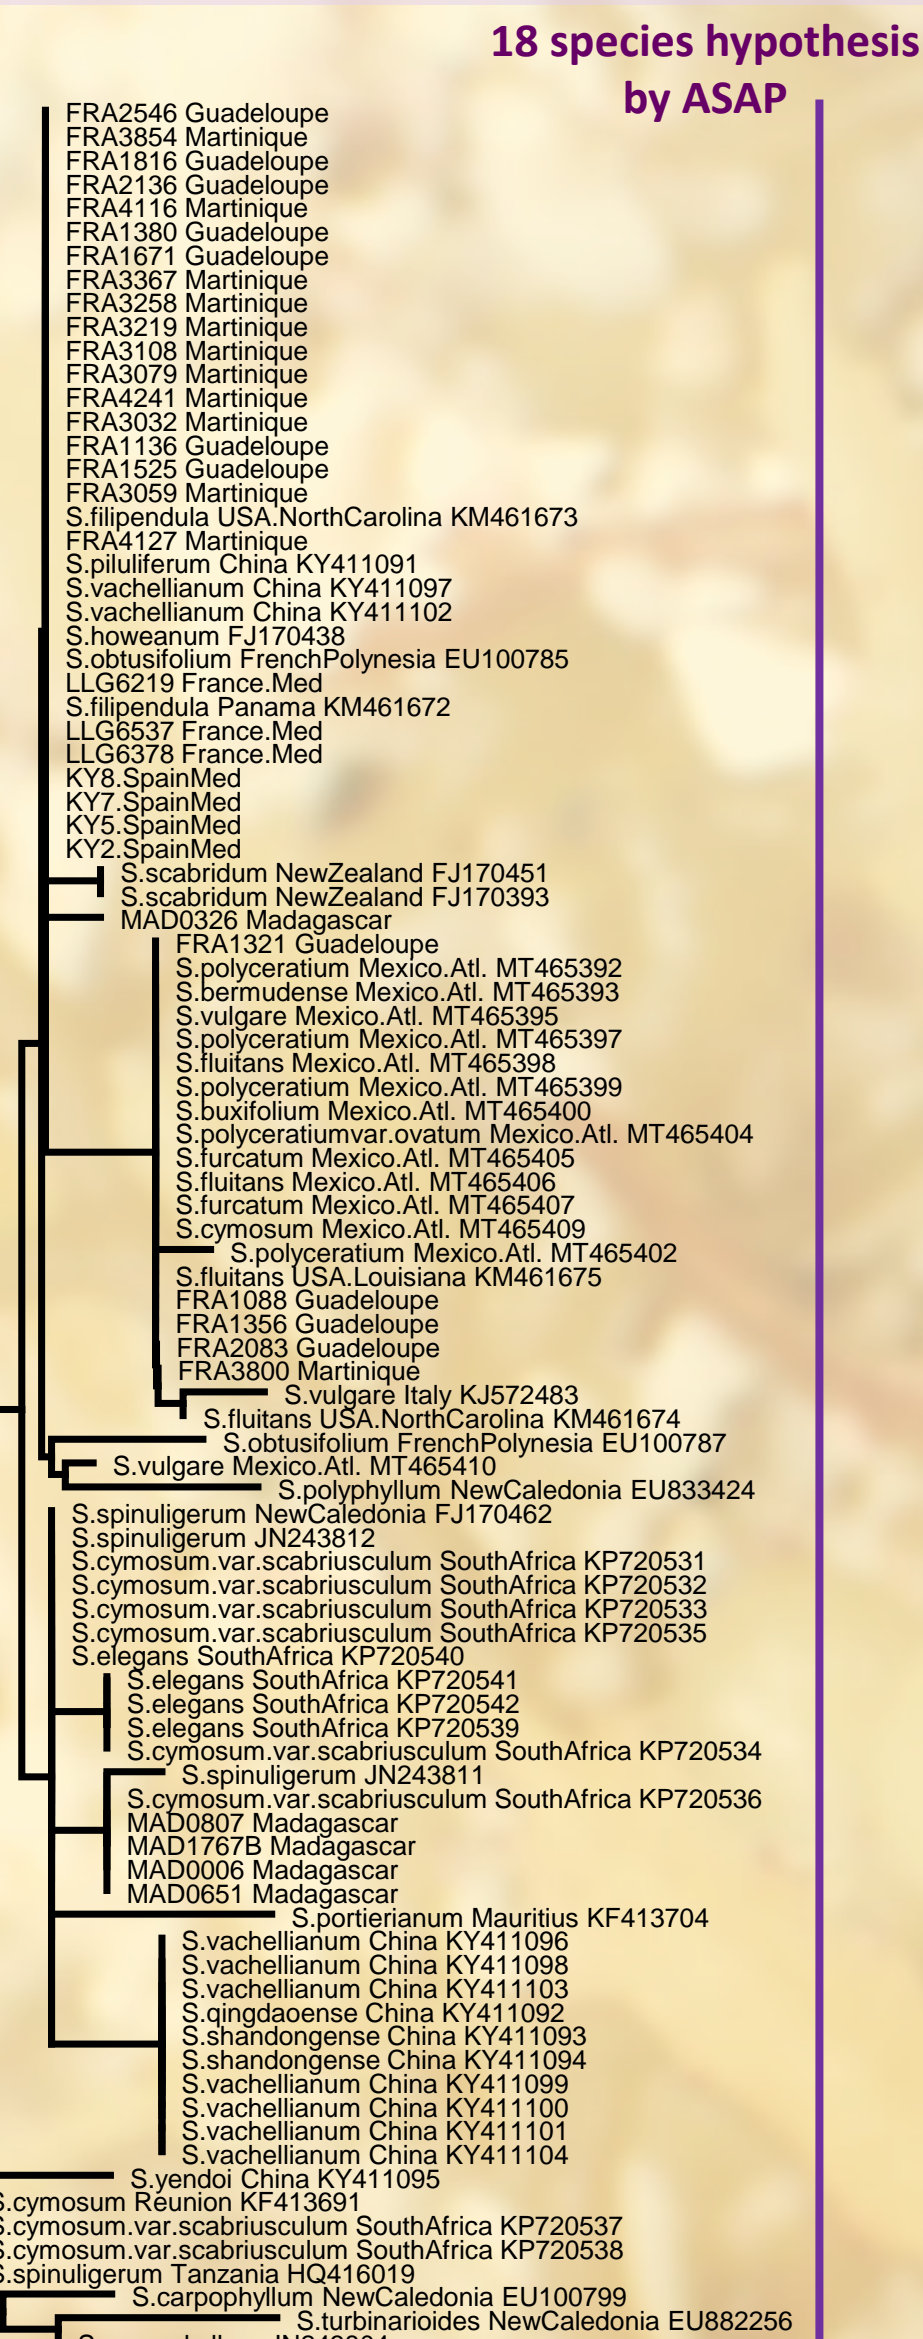 18 species hypothesis
by ASAP
FRA2546 Guadeloupe
FRA3854 Martinique
FRA1816 Guadeloupe
FRA2136 Guadeloupe
FRA4116 Martinique
FRA1380 Guadeloupe
FRA1671 Guadeloupe
FRA3367 Martinique
FRA3258 Martinique
FRA3219 Martinique
FRA3108 Martinique
FRA3079 Martinique
FRA4241 Martinique
FRA3032 Martinique
FRA1136 Guadeloupe
FRA1525 Guadeloupe
FRA3059 Martinique
S.filipendula USA.NorthCarolina KM461673
FRA4127 Martinique
S.piluliferum China KY411091
S.vachellianum China KY411097
S.vachellianum China KY411102
S.howeanum FJ170438
S.obtusifolium FrenchPolynesia EU100785
LLG6219 France.Med
S.filipendula Panama KM461672
LLG6537 France.Med
LLG6378 France.Med
KY8.SpainMed
KY7.SpainMed
KY5.SpainMed
KY2.SpainMed
S.scabridum NewZealand FJ170451
S.scabridum NewZealand FJ170393
MAD0326 Madagascar
FRA1321 Guadeloupe
S.polyceratium Mexico.Atl. MT465392
S.bermudense Mexico.Atl. MT465393
S.vulgare Mexico.Atl. MT465395
S.polyceratium Mexico.Atl. MT465397
S.fluitans Mexico.Atl. MT465398
S.polyceratium Mexico.Atl. MT465399
S.buxifolium Mexico.Atl. MT465400
S.polyceratiumvar.ovatum Mexico.Atl. MT465404
S.furcatum Mexico.Atl. MT465405
S.fluitans Mexico.Atl. MT465406
S.furcatum Mexico.Atl. MT465407
S.cymosum Mexico.Atl. MT465409
S.polyceratium Mexico.Atl. MT465402
S.fluitans USA.Louisiana KM461675
FRA1088 Guadeloupe
FRA1356 Guadeloupe
FRA2083 Guadeloupe
FRA3800 Martinique
S.vulgare Italy KJ572483
S.fluitans USA.NorthCarolina KM461674
S.obtusifolium FrenchPolynesia EU100787
S.vulgare Mexico.Atl. MT465410
S.polyphyllum NewCaledonia EU833424
S.spinuligerum NewCaledonia FJ170462
S.spinuligerum JN243812
S.cymosum.var.scabriusculum SouthAfrica KP720531
S.cymosum.var.scabriusculum SouthAfrica KP720532
S.cymosum.var.scabriusculum SouthAfrica KP720533
S.cymosum.var.scabriusculum SouthAfrica KP720535
S.elegans SouthAfrica KP720540
S.elegans SouthAfrica KP720541
S.elegans SouthAfrica KP720542
S.elegans SouthAfrica KP720539
S.cymosum.var.scabriusculum SouthAfrica KP720534
S.spinuligerum JN243811
S.cymosum.var.scabriusculum SouthAfrica KP720536
MAD0807 Madagascar
MAD1767B Madagascar
MAD0006 Madagascar
MAD0651 Madagascar
S.portierianum Mauritius KF413704
S.vachellianum China KY411096
S.vachellianum China KY411098
S.vachellianum China KY411103
S.qingdaoense China KY411092
S.shandongense China KY411093
S.shandongense China KY411094
S.vachellianum China KY411099
S.vachellianum China KY411100
S.vachellianum China KY411101
S.vachellianum China KY411104
S.yendoi China KY411095
S.cymosum Reunion KF413691
S.cymosum.var.scabriusculum SouthAfrica KP720537
S.cymosum.var.scabriusculum SouthAfrica KP720538
S.spinuligerum Tanzania HQ416019
S.carpophyllum NewCaledonia EU100799
S.turbinarioides NewCaledonia EU882256